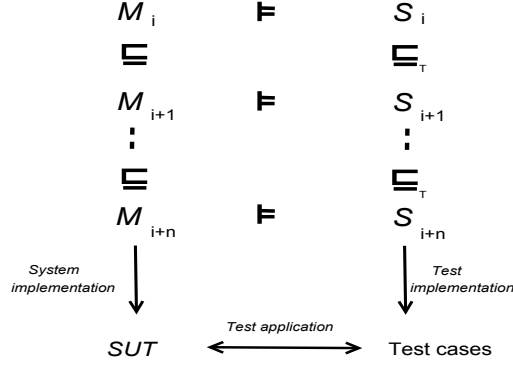 M i ⊨ S i
⊑ ⊑ T
M i+1 ⊨ S i+1
⊑ ⊑ T
M i+n ⊨ S i+n
System implementation
Test implementation
Test application
SUT
Test cases